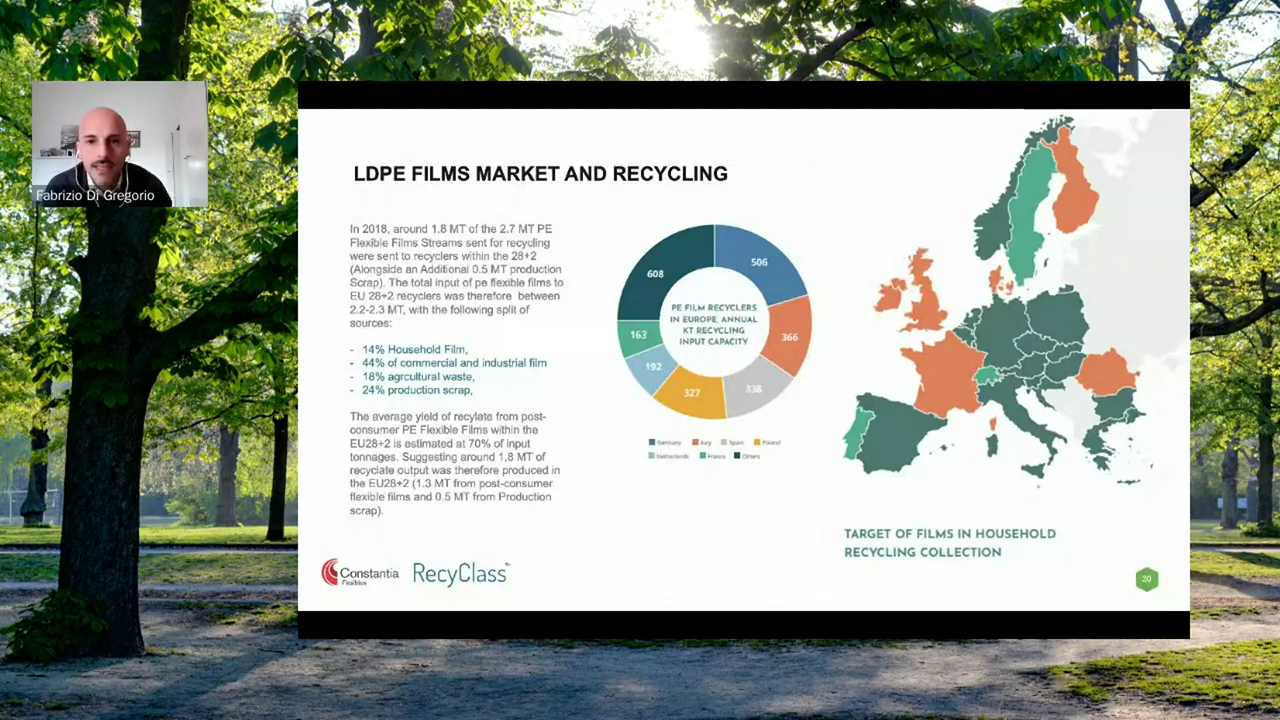 Fabrizio Di Gregorio
LDPE FILMS MARKET AND RECYCLING
In 2018, around 1.8 MT of the 2.7 MT PE
Flexible Films Streams sent for recycling
were sent to recyclers within the 28+2
(Alongside an Additional 0.5 MT production
Scrap). The total input of pe flexible films to
EU 28+2 recyclers was therefore between
2.2-2.3 MT, with the following split of
sources:
- 14% Household Film,
- 44% of commercial and industrial film
- 18% agrcultural waste,
- 24% production scrap,
The average yield of recylate from post-
consumer PE Flexible Films within the
EU28+2 is estimated at 70% of input
tonnages. Suggesting around 1,8 MT of
recyclate output was therefore produced in
the EU28+2 (1.3 MT from post-consumer
flexible films and 0.5 MT from Production
scrap).
608
506
163
366
192
327
338
PE FILM RECYCLERS
IN EUROPE, ANNUAL
KT RECYCLING
INPUT CAPACITY
Germany Italy Spain Poland
Netherlands France Others
TARGET OF FILMS IN HOUSEHOLD
RECYCLING COLLECTION
Constantia
Flexibles
RecyClass
30